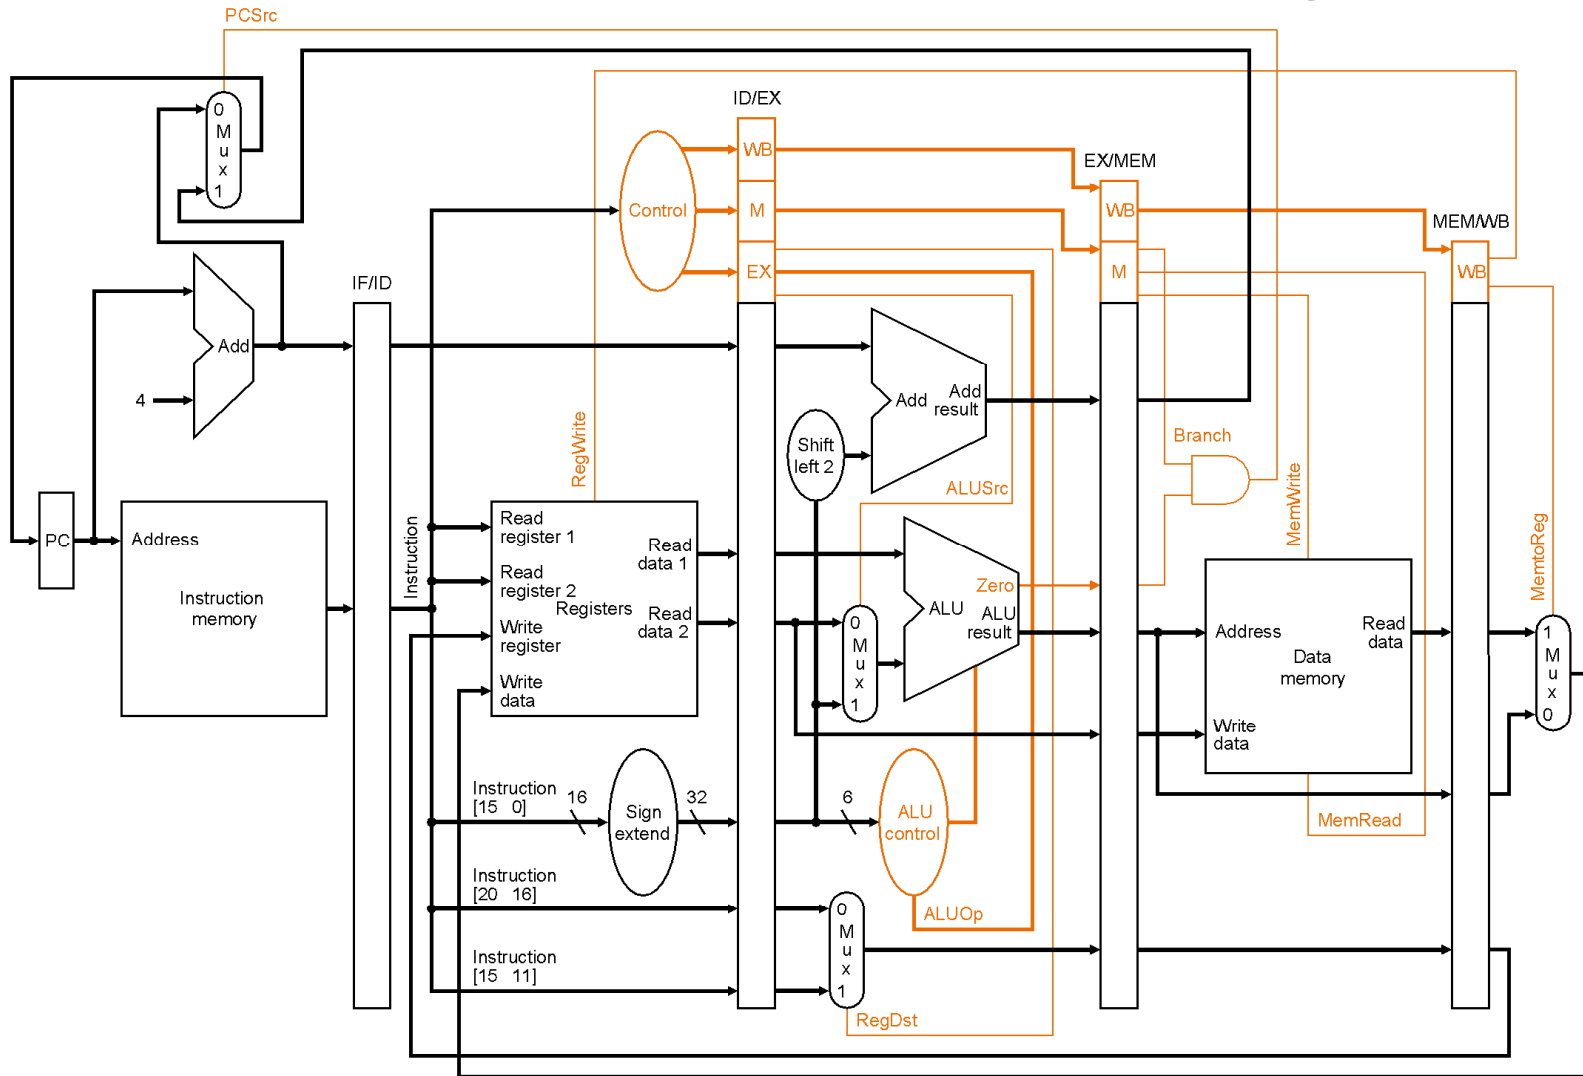 PCSrc
0
M
u
x
1
ID/EX
WB
M
EX
Control
EX/MEM
WB
M
MEM/WB
WB
IF/ID
Add
4
RegWrite
Shift
left 2
Add
Add
result
ALUSrc
Branch
MemWrite
MemtoReg
PC
Address
Instruction
memory
Instruction
Read
register 1
Read
register 2
Write
register
Write
data
Registers
Read
data 1
Read
data 2
0
M
u
x
1
Zero
ALU
ALU
result
Address
Write
data
Data
memory
Read
data
1
M
u
x
0
Instruction
[15 0]
16
Sign
extend
32
6
ALU
control
MemRead
Instruction
[20 16]
ALUOp
0
M
u
x
1
Instruction
[15 11]
RegDst